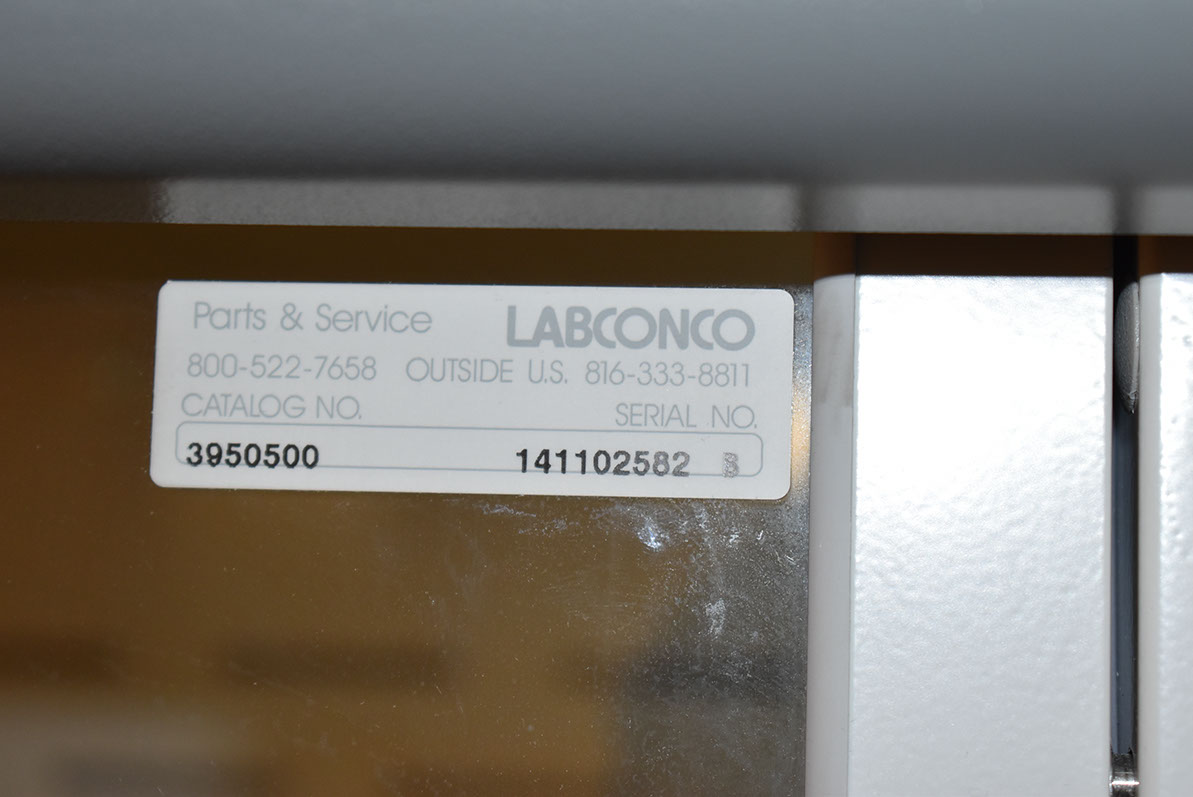 Parts & Service LABCONCO
800-522-7658 OUTSIDE U.S. 816-333-8811
CATALOG NO. SERIAL NO.
3950500 141102582 B